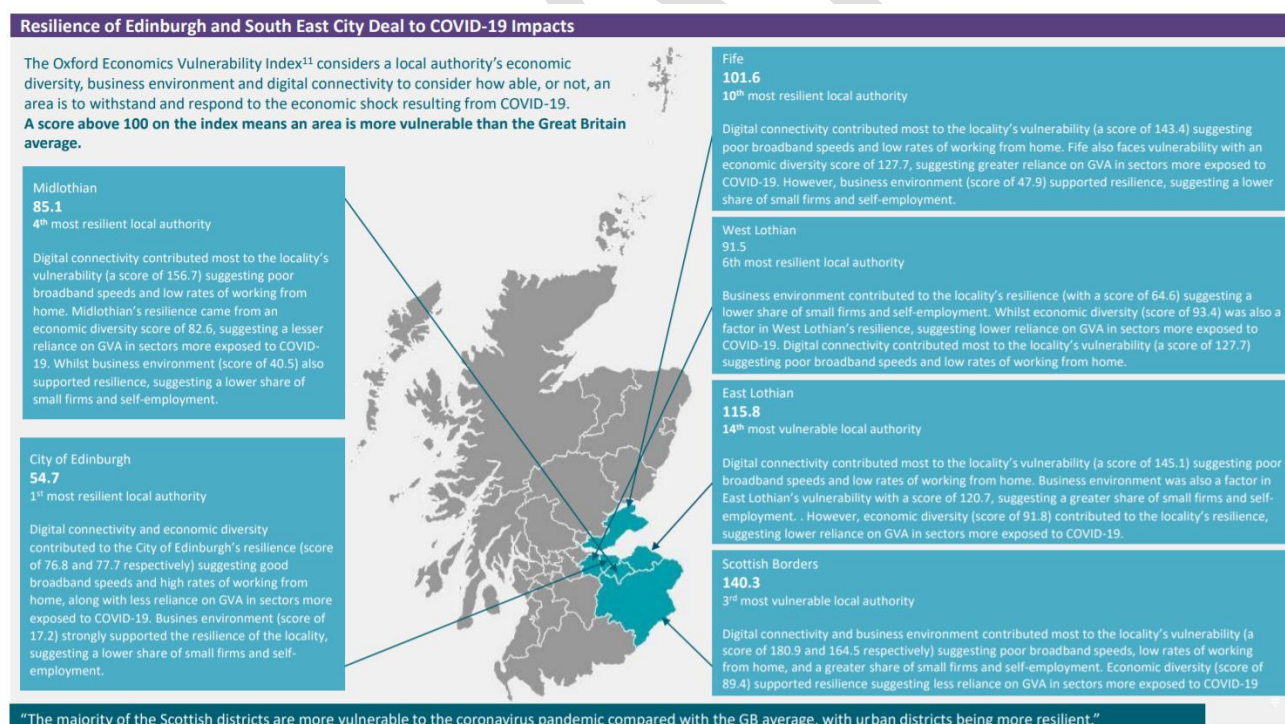 Resilience of Edinburgh and South East City Deal to COVID-19 Impacts
The Oxford Economics Vulnerability Index11 considers a local authority's economic
diversity, business environment and digital connectivity to consider how able, or not, an
area is to withstand and respond to the economic shock resulting from COVID-19.
A score above 100 on the index means an area is more vulnerable than the Great Britain
average.
Midlothian
85.1
4th most resilient local authority
Digital connectivity contributed most to the locality's
vulnerability (a score of 156.7) suggesting poor
broadband speeds and low rates of working from
home. Midlothian's resilience came from an
economic diversity score of 82.6, suggesting a lesser
reliance on GVA in sectors more exposed to COVID-
19. Whilst business environment (score of 40.5) also
supported resilience, suggesting a lower share of
small firms and self-employment.
City of Edinburgh
54.7
1st most resilient local authority
Digital connectivity and economic diversity
contributed to the City of Edinburgh's resilience (score
of 76.8 and 77.7 respectively) suggesting good
broadband speeds and high rates of working from
home, along with less reliance on GVA in sectors more
exposed to COVID-19. Busines environment (score of
17.2) strongly supported the resilience of the locality,
suggesting a lower share of small firms and self-
employment.
Fife
101.6
10th most resilient local authority
Digital connectivity contributed most to the locality's vulnerability (a score of 143.4) suggesting
poor broadband speeds and low rates of working from home. Fife also faces vulnerability with an
economic diversity score of 127.7, suggesting greater reliance on GVA in sectors more exposed to
COVID-19. However, business environment (score of 47.9) supported resilience, suggesting a lower
share of small firms and self-employment.
West Lothian
91.5
6th most resilient local authority
Business environment contributed to the locality's resilience (with a score of 64.6) suggesting a
lower share of small firms and self-employment. Whilst economic diversity (score of 93.4) was also a
factor in West Lothian's resilience, suggesting lower reliance on GVA in sectors more exposed to
COVID-19. Digital connectivity contributed most to the locality's vulnerability (a score of 127.7)
suggesting poor broadband speeds and low rates of working from home.
East Lothian
115.8
14th most vulnerable local authority
Digital connectivity contributed most to the locality's vulnerability (a score of 145.1) suggesting poor
broadband speeds and low rates of working from home. Business environment was also a factor in
East Lothian's vulnerability with a score of 120.7, suggesting a greater share of small firms and self-
employment. . However, economic diversity (score of 91.8) contributed to the locality's resilience,
suggesting lower reliance on GVA in sectors more exposed to COVID-19.
Scottish Borders
140.3
3rd most vulnerable local authority
Digital connectivity and business environment contributed most to the locality's vulnerability (a
score of 180.9 and 164.5 respectively) suggesting poor broadband speeds, low rates of working
from home, and a greater share of small firms and self-employment. Economic diversity (score of
89.4) supported resilience suggesting less reliance on GVA in sectors more exposed to COVID-19
"The majority of the Scottish districts are more vulnerable to the coronavirus pandemic compared with the GB average, with urban districts being more resilient."